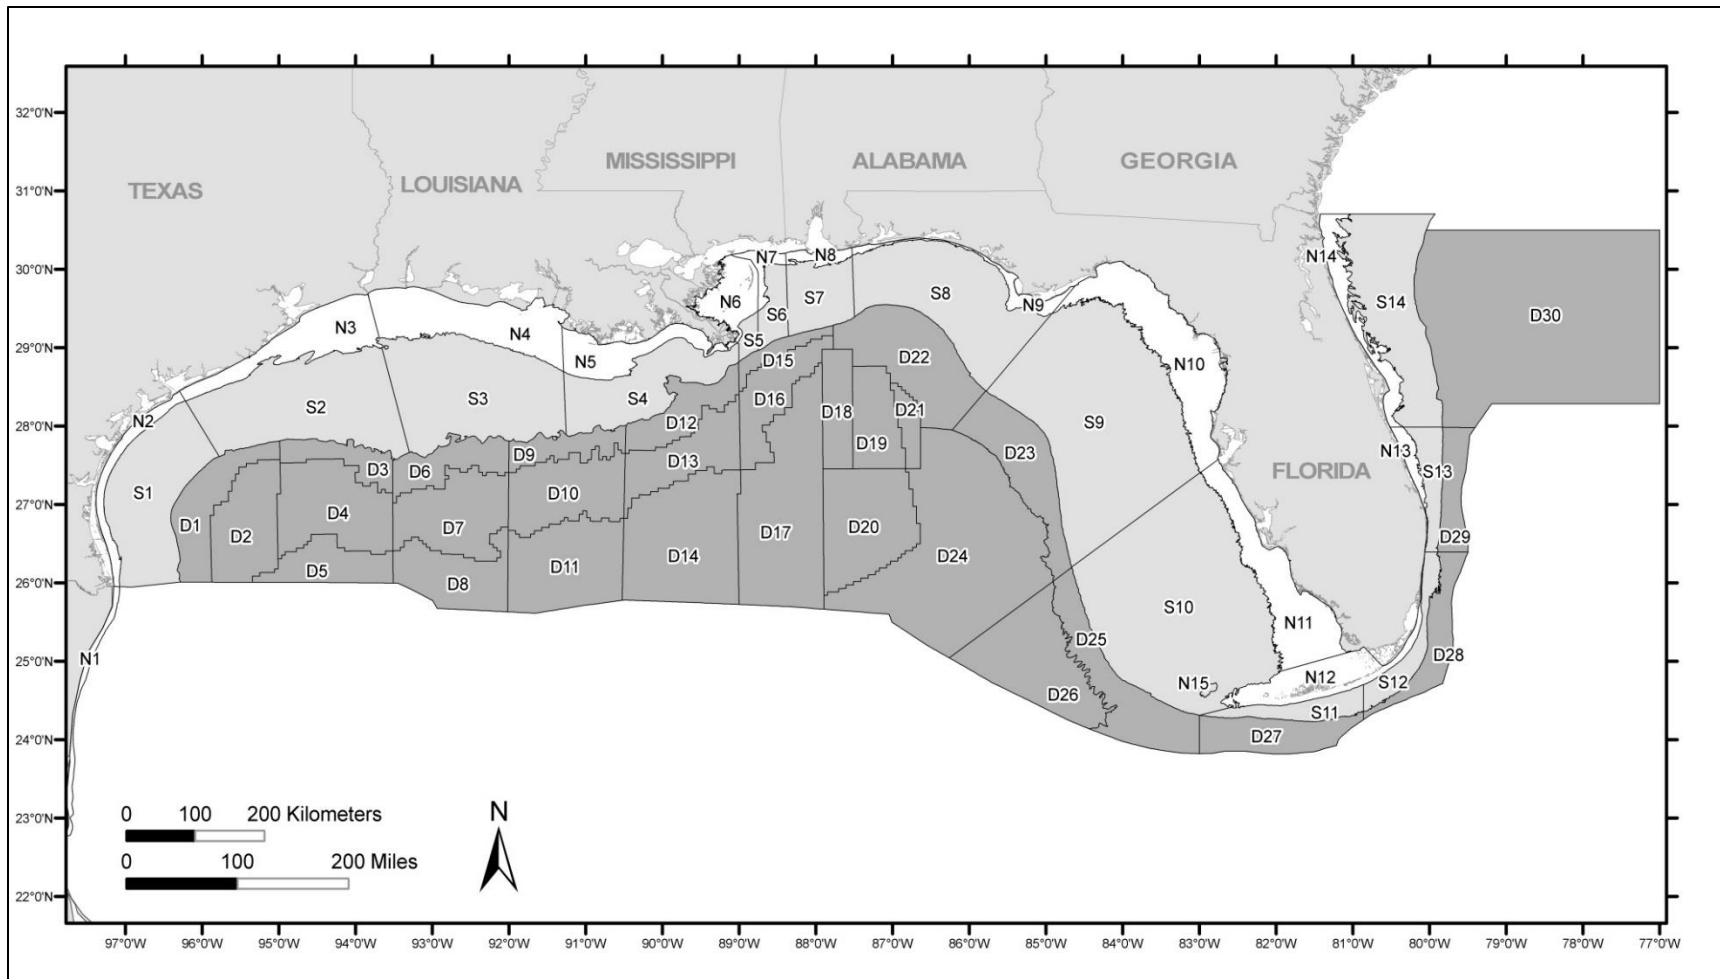 32°0'N
31°0'N
30°0'N
29°0'N
28°0'N
27°0'N
26°0'N
25°0'N
24°0'N
23°0'N
22°0'N
TEXAS
LOUISIANA
MISSISSIPPI
ALABAMA
GEORGIA
FLORIDA
N1
N2
N3
N4
N5
N6
N7
N8
N9
N10
N11
N12
N13
N14
N15
S1
S2
S3
S4
S5
S6
S7
S8
S9
S10
S11
S12
S13
S14
D1
D2
D3
D4
D5
D6
D7
D8
D9
D10
D11
D12
D13
D14
D15
D16
D17
D18
D19
D20
D21
D22
D23
D24
D25
D26
D27
D28
D29
D30
0 100 200 Kilometers
0 100 200 Miles
N
97°0'W 96°0'W 95°0'W 94°0'W 93°0'W 92°0'W 91°0'W 90°0'W 89°0'W 88°0'W 87°0'W 86°0'W 85°0'W 84°0'W 83°0'W 82°0'W 81°0'W 80°0'W 79°0'W 78°0'W 77°0'W